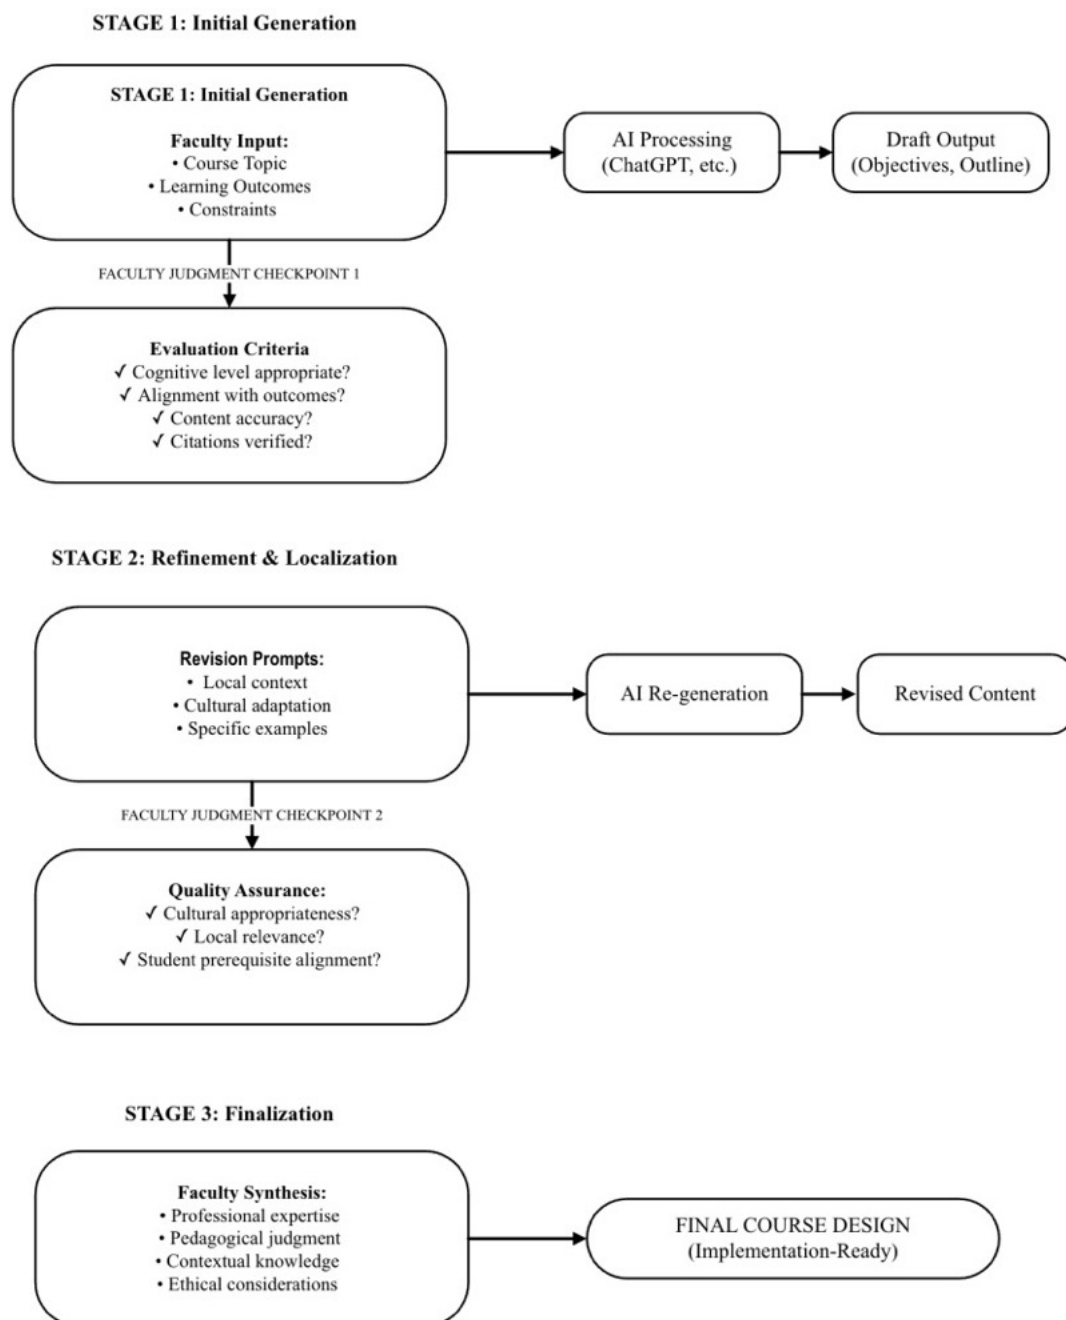 STAGE 1: Initial Generation
STAGE 1: Initial Generation
Faculty Input:
• Course Topic
• Learning Outcomes
• Constraints
AI Processing
(ChatGPT, etc.)
Draft Output
(Objectives, Outline)
FACULTY JUDGMENT CHECKPOINT 1
Evaluation Criteria
✓ Cognitive level appropriate?
✓ Alignment with outcomes?
✓ Content accuracy?
✓ Citations verified?
STAGE 2: Refinement & Localization
Revision Prompts:
• Local context
• Cultural adaptation
• Specific examples
AI Re-generation
Revised Content
FACULTY JUDGMENT CHECKPOINT 2
Quality Assurance:
✓ Cultural appropriateness?
✓ Local relevance?
✓ Student prerequisite alignment?
STAGE 3: Finalization
Faculty Synthesis:
• Professional expertise
• Pedagogical judgment
• Contextual knowledge
• Ethical considerations
FINAL COURSE DESIGN
(Implementation-Ready)